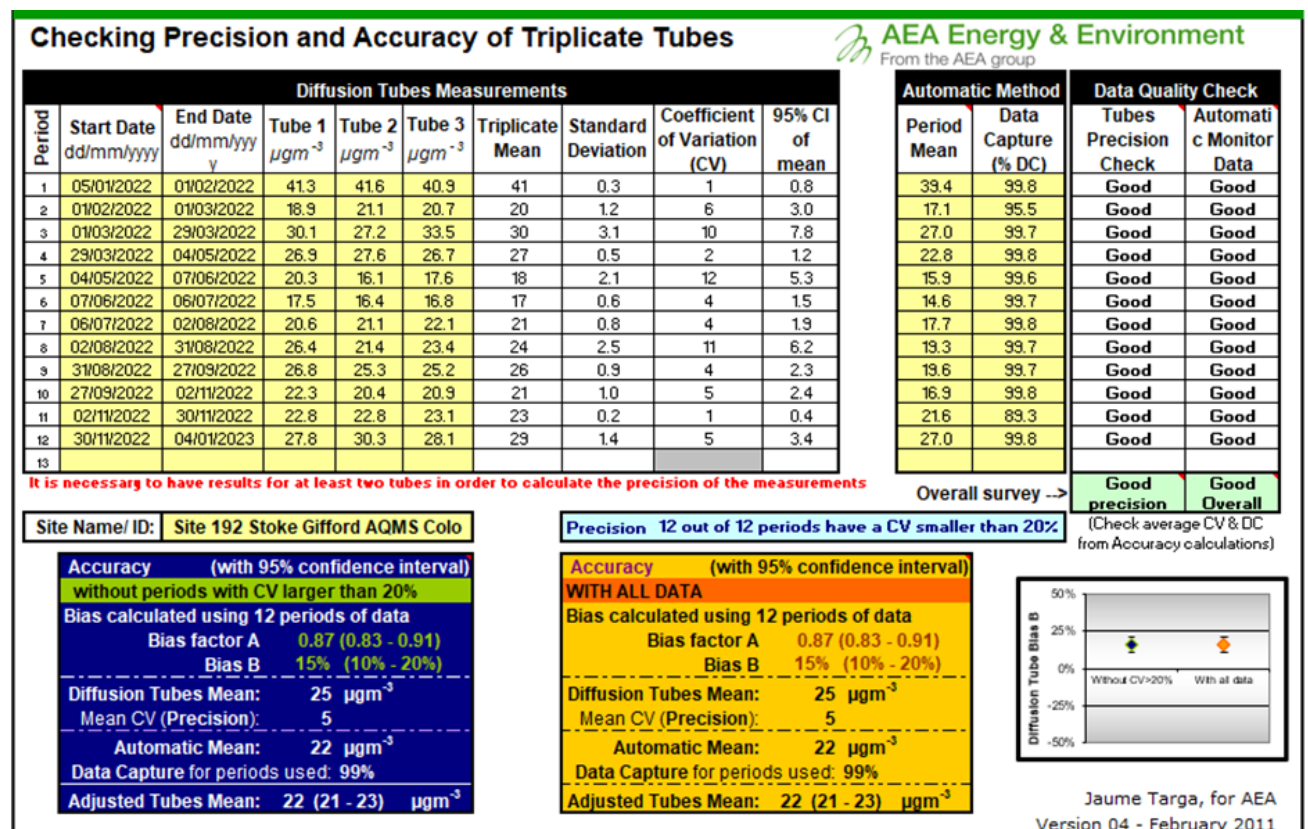 Checking Precision and Accuracy of Triplicate Tubes
AEA Energy & Environment
From the AEA group
Diffusion Tubes Measurements
Automatic Method
Data Quality Check
Period
Start Date dd/mm/yyyy
End Date dd/mm/yyy y
Tube 1 µgm⁻³
Tube 2 µgm⁻³
Tube 3 µgm⁻³
Triplicate Mean
Standard Deviation
Coefficient of Variation (CV)
95% CI of mean
Period Mean
Data Capture (% DC)
Tubes Precision Check
Automati c Monitor Data
1 05/01/2022 01/02/2022 41.3 41.6 40.9 41 0.3 1 0.8 39.4 99.8 Good Good
2 01/02/2022 01/03/2022 18.9 21.1 20.7 20 1.2 6 3.0 17.1 95.5 Good Good
3 01/03/2022 29/03/2022 30.1 27.2 33.5 30 3.1 10 7.8 27.0 99.7 Good Good
4 29/03/2022 04/05/2022 26.9 27.6 26.7 27 0.5 2 1.2 22.8 99.8 Good Good
5 04/05/2022 07/06/2022 20.3 16.1 17.6 18 2.1 12 5.3 15.9 99.6 Good Good
6 07/06/2022 06/07/2022 17.5 16.4 16.8 17 0.6 4 1.5 14.6 99.7 Good Good
7 06/07/2022 02/08/2022 20.6 21.1 22.1 21 0.8 4 1.9 17.7 99.8 Good Good
8 02/08/2022 31/08/2022 26.4 21.4 23.4 24 2.5 11 6.2 19.3 99.7 Good Good
9 31/08/2022 27/09/2022 26.8 25.3 25.2 26 0.9 4 2.3 19.6 99.7 Good Good
10 27/09/2022 02/11/2022 22.3 20.4 20.9 21 1.0 5 2.4 16.9 99.8 Good Good
11 02/11/2022 30/11/2022 22.8 22.8 23.1 23 0.2 1 0.4 21.6 89.3 Good Good
12 30/11/2022 04/01/2023 27.8 30.3 28.1 29 1.4 5 3.4 27.0 99.8 Good Good
13
It is necessary to have results for at least two tubes in order to calculate the precision of the measurements
Overall survey -->
Good precision
Good Overall
Site Name/ ID: Site 192 Stoke Gifford AQMS Colo
Precision 12 out of 12 periods have a CV smaller than 20%
(Check average CV & DC
from Accuracy calculations)
Accuracy (with 95% confidence interval)
without periods with CV larger than 20%
Bias calculated using 12 periods of data
Bias factor A 0.87 (0.83 - 0.91)
Bias B 15% (10% - 20%)
Diffusion Tubes Mean: 25 µgm⁻³
Mean CV (Precision): 5
Automatic Mean: 22 µgm⁻³
Data Capture for periods used: 99%
Adjusted Tubes Mean: 22 (21 - 23) µgm⁻³
Accuracy (with 95% confidence interval)
WITH ALL DATA
Bias calculated using 12 periods of data
Bias factor A 0.87 (0.83 - 0.91)
Bias B 15% (10% - 20%)
Diffusion Tubes Mean: 25 µgm⁻³
Mean CV (Precision): 5
Automatic Mean: 22 µgm⁻³
Data Capture for periods used: 99%
Adjusted Tubes Mean: 22 (21 - 23) µgm⁻³
Diffusion Tube Bias B
50%
25%
0%
-25%
-50%
Without CV>20%
With all data
Jaume Targa, for AEA
Version 04 - February 2011